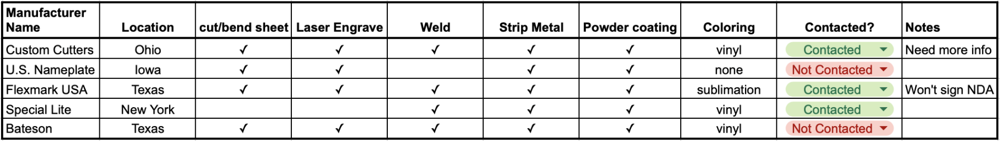 Manufacturer
Name Location cut/bend sheet Laser Engrave Weld Strip Metal Powder coating Coloring Contacted? Notes
Custom Cutters Ohio ✓ ✓ ✓ ✓ ✓ vinyl Contacted Need more info
U.S. Nameplate Iowa ✓ ✓ ✓ ✓ none Not Contacted
Flexmark USA Texas ✓ ✓ ✓ ✓ ✓ sublimation Contacted Won't sign NDA
Special Lite New York ✓ ✓ ✓ vinyl Contacted
Bateson Texas ✓ ✓ ✓ ✓ ✓ vinyl Not Contacted